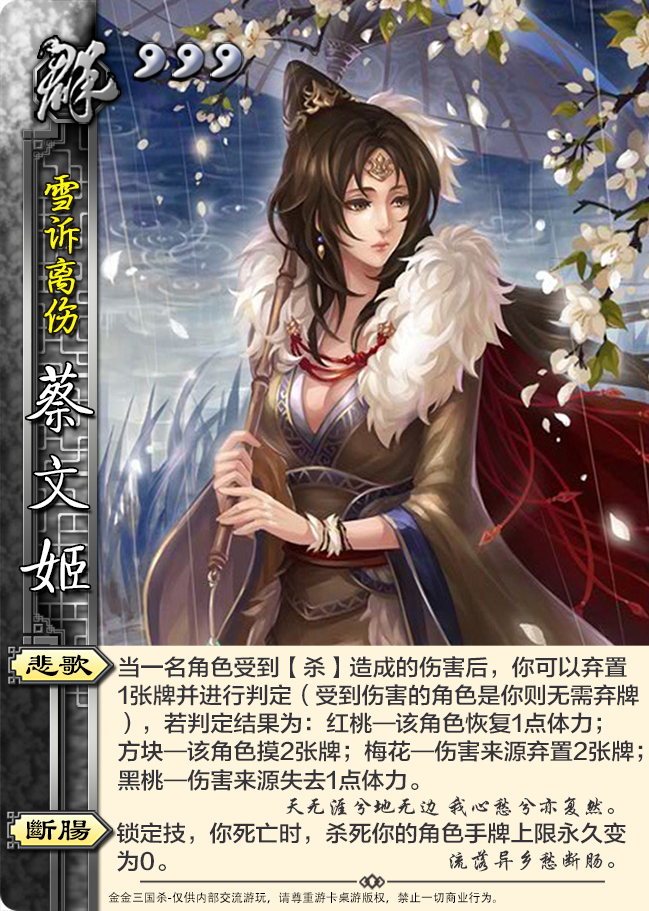 群 999
雪诉离伤
蔡文姬
悲歌
当一名角色受到【杀】造成的伤害后，你可以弃置
1张牌并进行判定（受到伤害的角色是你则无需弃牌
），若判定结果为：红桃—该角色恢复1点体力；
方块—该角色摸2张牌；梅花—伤害来源弃置2张牌；
黑桃—伤害来源失去1点体力。
天无涯兮地无边 我心愁兮亦复然。
斷腸
锁定技，你死亡时，杀死你的角色手牌上限永久变
为0。
流落异乡愁断肠。
金金三国杀-仅供内部交流游玩，请尊重游卡桌游版权，禁止一切商业行为。